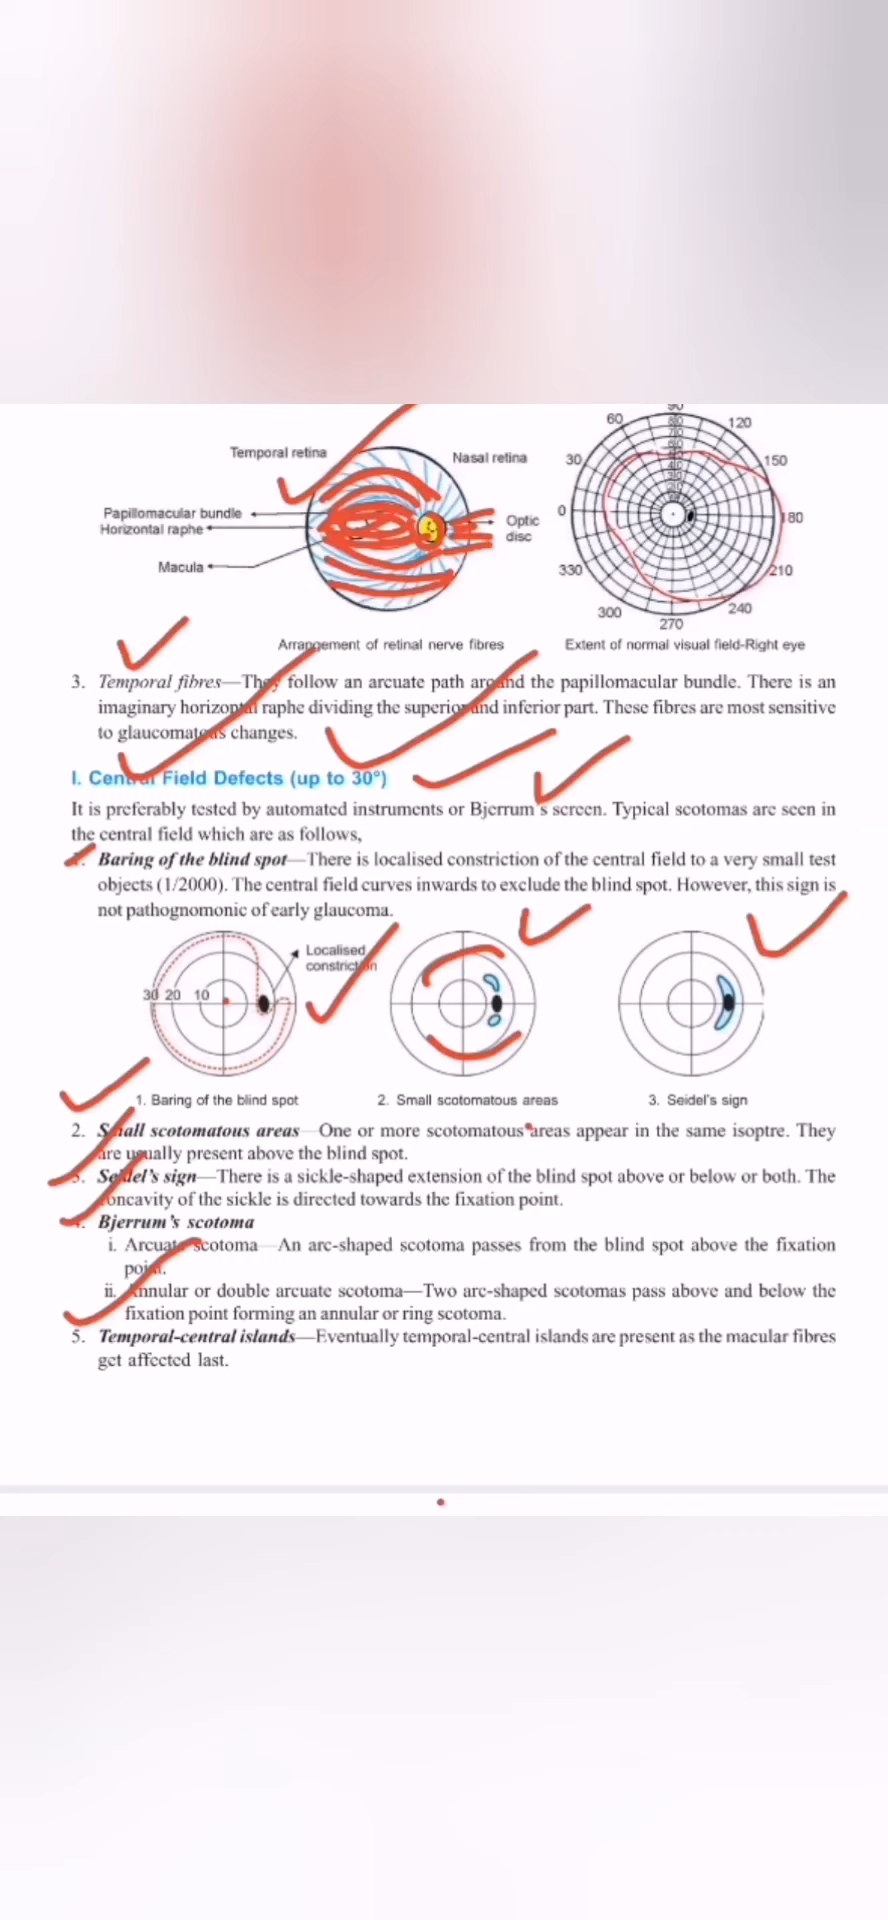 90
60
120
Temporal retina
Nasal retina
30
150
Papillomacular bundle
Horizontal raphe
Optic
disc
0
180
Macula
330
210
300
240
270
Arrangement of retinal nerve fibres
Extent of normal visual field-Right eye
3. Temporal fibres—They follow an arcuate path around the papillomacular bundle. There is an
imaginary horizontal raphe dividing the superior and inferior part. These fibres are most sensitive
to glaucomatous changes.
I. Central Field Defects (up to 30°)
It is preferably tested by automated instruments or Bjerrum's screen. Typical scotomas are seen in
the central field which are as follows,
1. Baring of the blind spot—There is localised constriction of the central field to a very small test
objects (1/2000). The central field curves inwards to exclude the blind spot. However, this sign is
not pathognomonic of early glaucoma.
Localised
constriction
30 20 10
1. Baring of the blind spot
2. Small scotomatous areas
3. Seidel's sign
2. Small scotomatous areas—One or more scotomatous areas appear in the same isoptre. They
are usually present above the blind spot.
3. Seidel's sign—There is a sickle-shaped extension of the blind spot above or below or both. The
concavity of the sickle is directed towards the fixation point.
4. Bjerrum's scotoma
i. Arcuate scotoma—An arc-shaped scotoma passes from the blind spot above the fixation
point.
ii. Annular or double arcuate scotoma—Two arc-shaped scotomas pass above and below the
fixation point forming an annular or ring scotoma.
5. Temporal-central islands—Eventually temporal-central islands are present as the macular fibres
get affected last.